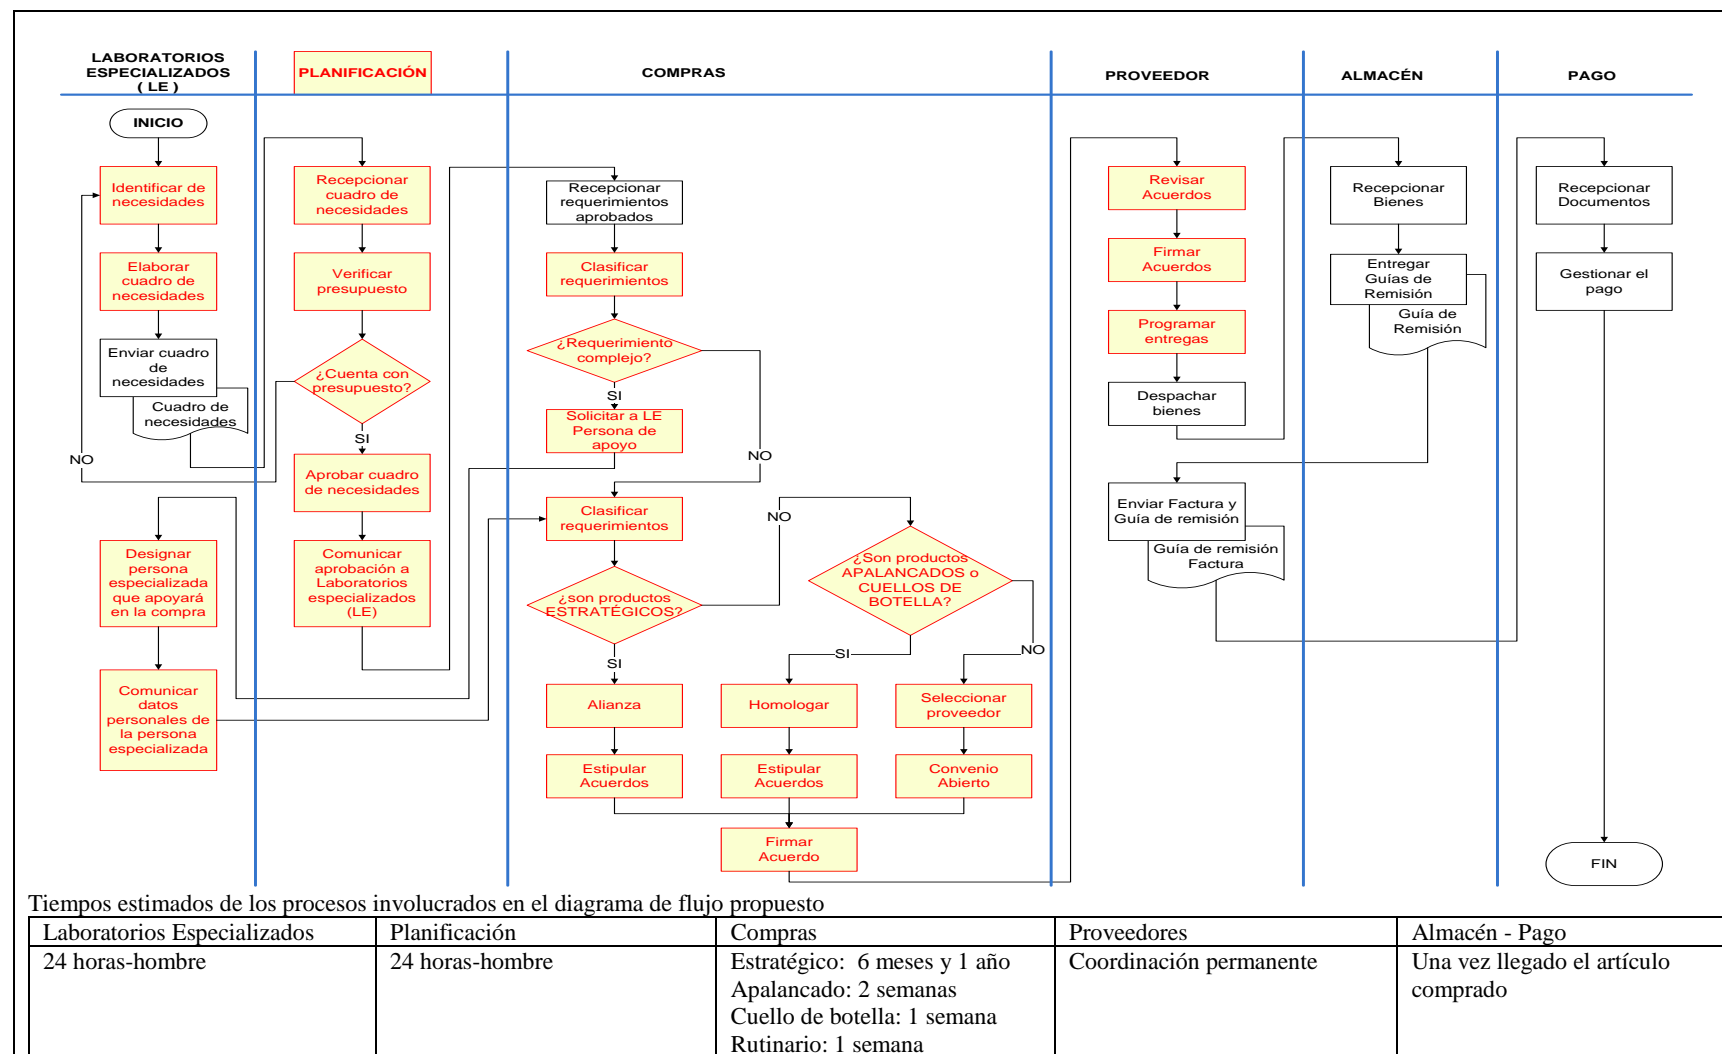 LABORATORIOS
ESPECIALIZADOS
( LE )
PLANIFICACIÓN
COMPRAS
PROVEEDOR
ALMACÉN
PAGO
INICIO
Identificar de
necesidades
Elaborar
cuadro de
necesidades
Enviar cuadro
de
necesidades
Cuadro de
necesidades
NO
Designar
persona
especializada
que apoyará
en la compra
Comunicar
datos
personales de
la persona
especializada
Recepcionar
cuadro de
necesidades
Verificar
presupuesto
¿Cuenta con
presupuesto?
SI
Aprobar cuadro
de necesidades
Comunicar
aprobación a
Laboratorios
especializados
(LE)
Recepcionar
requerimientos
aprobados
Clasificar
requerimientos
¿Requerimiento
complejo?
SI
Solicitar a LE
Persona de
apoyo
NO
Clasificar
requerimientos
NO
¿son productos
ESTRATÉGICOS?
SI
¿Son productos
APALANCADOS o
CUELLOS DE
BOTELLA?
SI
NO
Alianza
Homologar
Seleccionar
proveedor
Estipular
Acuerdos
Estipular
Acuerdos
Convenio
Abierto
Firmar
Acuerdo
Revisar
Acuerdos
Firmar
Acuerdos
Programar
entregas
Despachar
bienes
Enviar Factura y
Guía de remisión
Guía de remisión
Factura
Recepcionar
Bienes
Entregar
Guías de
Remisión
Guía de
Remisión
Recepcionar
Documentos
Gestionar el
pago
FIN
Tiempos estimados de los procesos involucrados en el diagrama de flujo propuesto
Laboratorios Especializados
Planificación
Compras
Proveedores
Almacén - Pago
24 horas-hombre
24 horas-hombre
Estratégico: 6 meses y 1 año
Apalancado: 2 semanas
Cuello de botella: 1 semana
Rutinario: 1 semana
Coordinación permanente
Una vez llegado el artículo
comprado